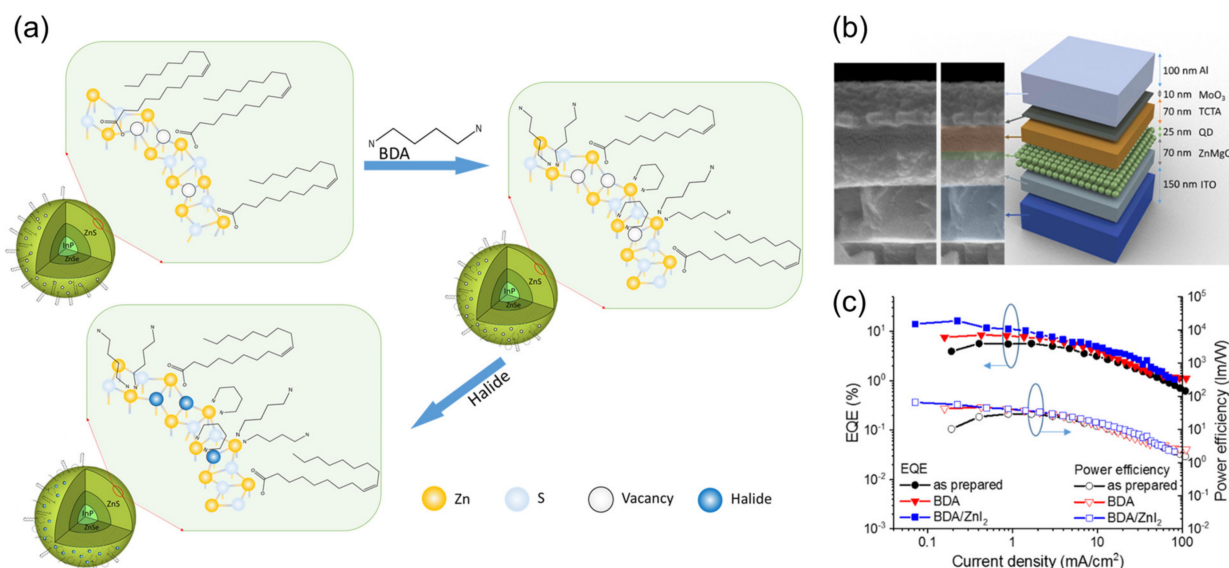 (a)
BDA
N
N
ZnS
InP
ZnSe
ZnS
InP
ZnSe
Halide
ZnS
InP
ZnSe
Zn
S
Vacancy
Halide
(b)
100 nm Al
10 nm MoO3
70 nm TCTA
25 nm QD
70 nm ZnMgO
150 nm ITO
(c)
EQE (%)
10^1
10^0
10^-1
10^-2
10^-3
Power efficiency (lm/W)
10^5
10^4
10^3
10^2
10^1
10^0
10^-1
10^-2
EQE
as prepared
BDA
BDA/ZnI2
Power efficiency
as prepared
BDA
BDA/ZnI2
0.1
1
10
100
Current density (mA/cm^2)